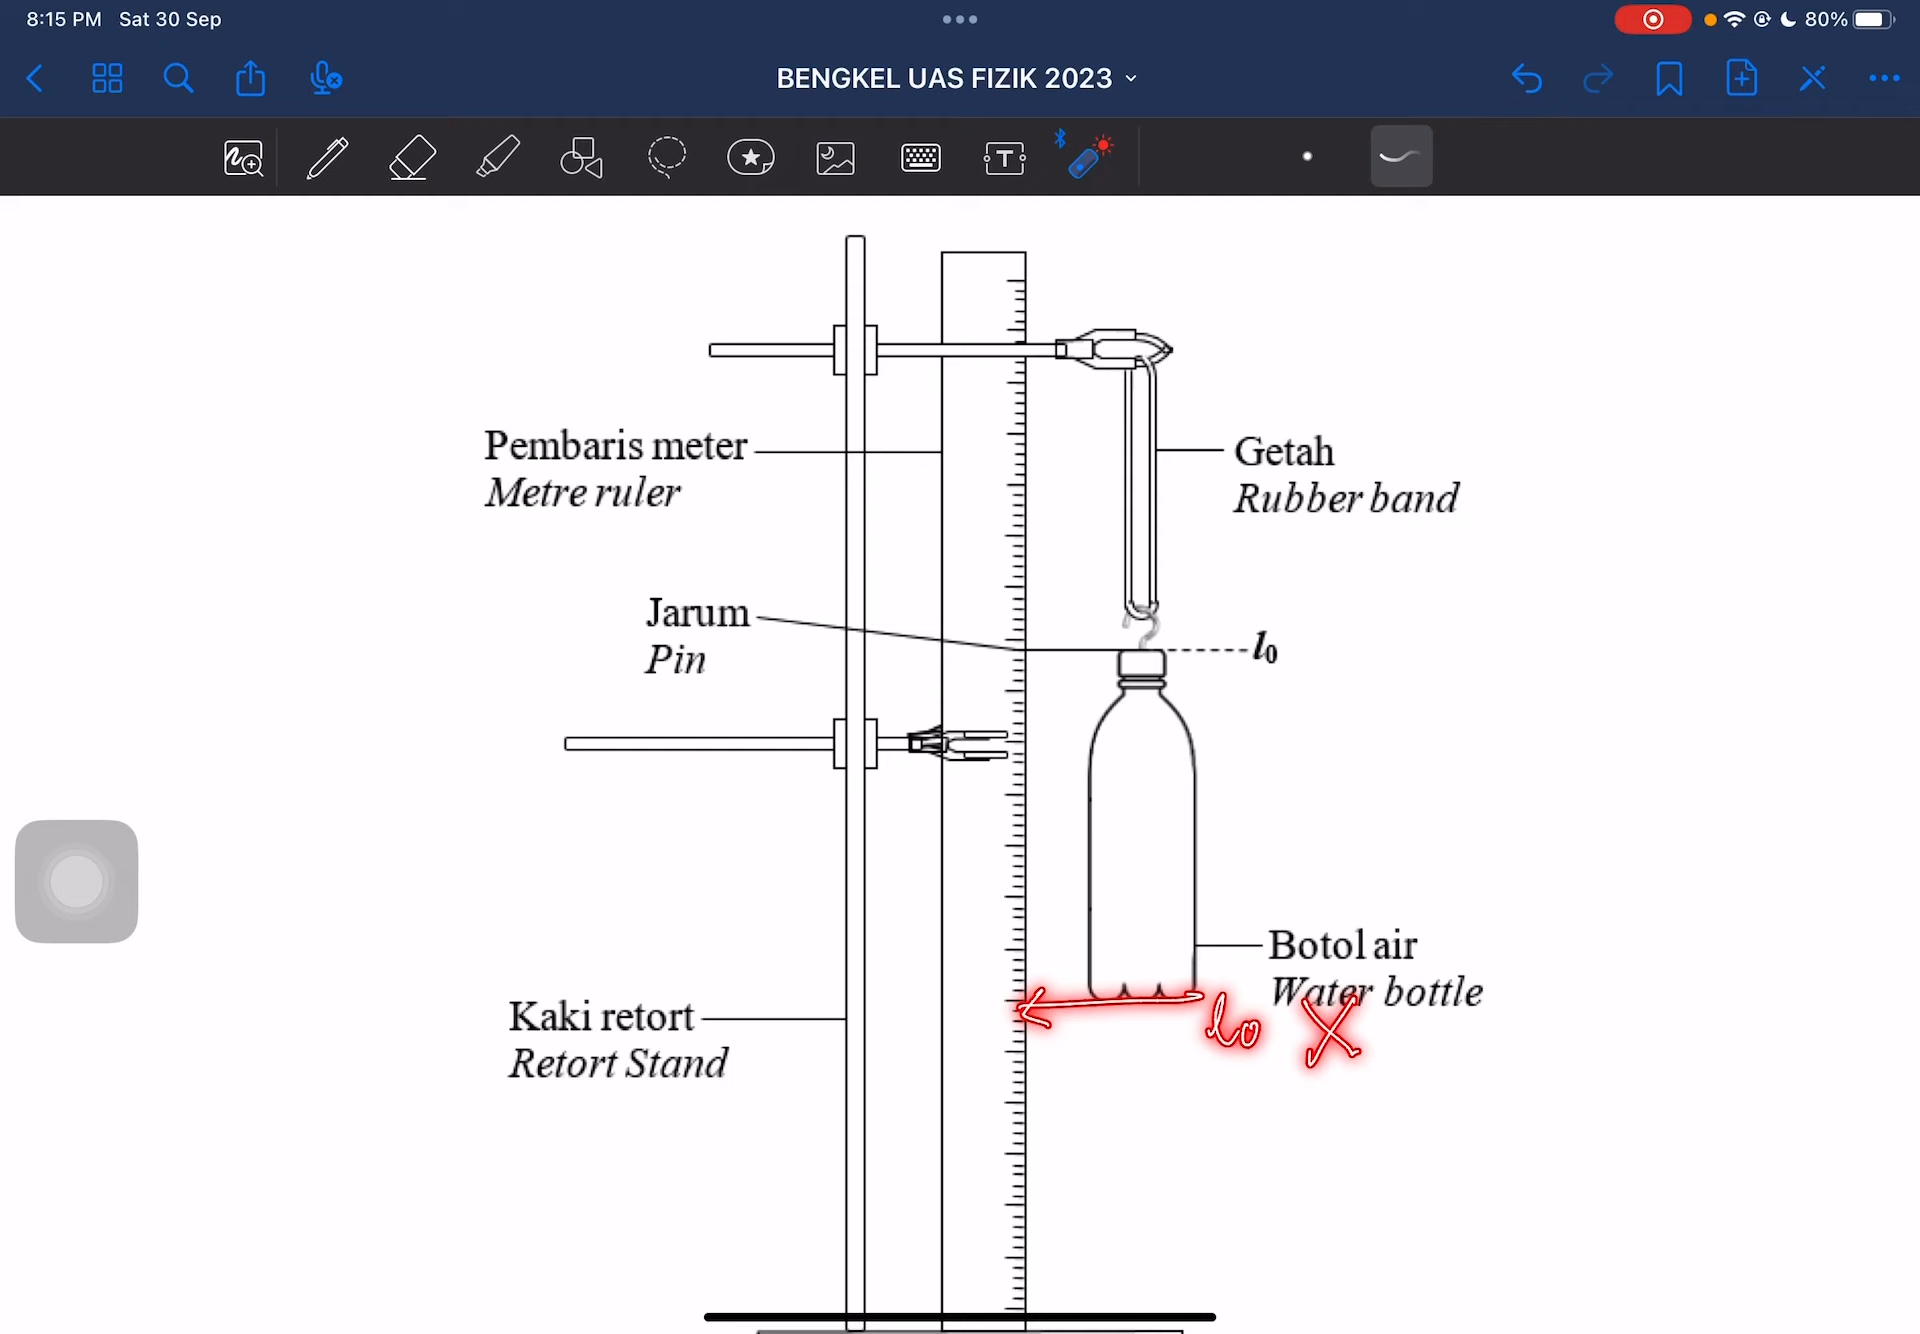 8:15 PM Sat 30 Sep
80%
BENGKEL UAS FIZIK 2023
T
Pembaris meter
Metre ruler
Getah
Rubber band
Jarum
Pin
l₀
Botol air
Water bottle
lo X
Kaki retort
Retort Stand